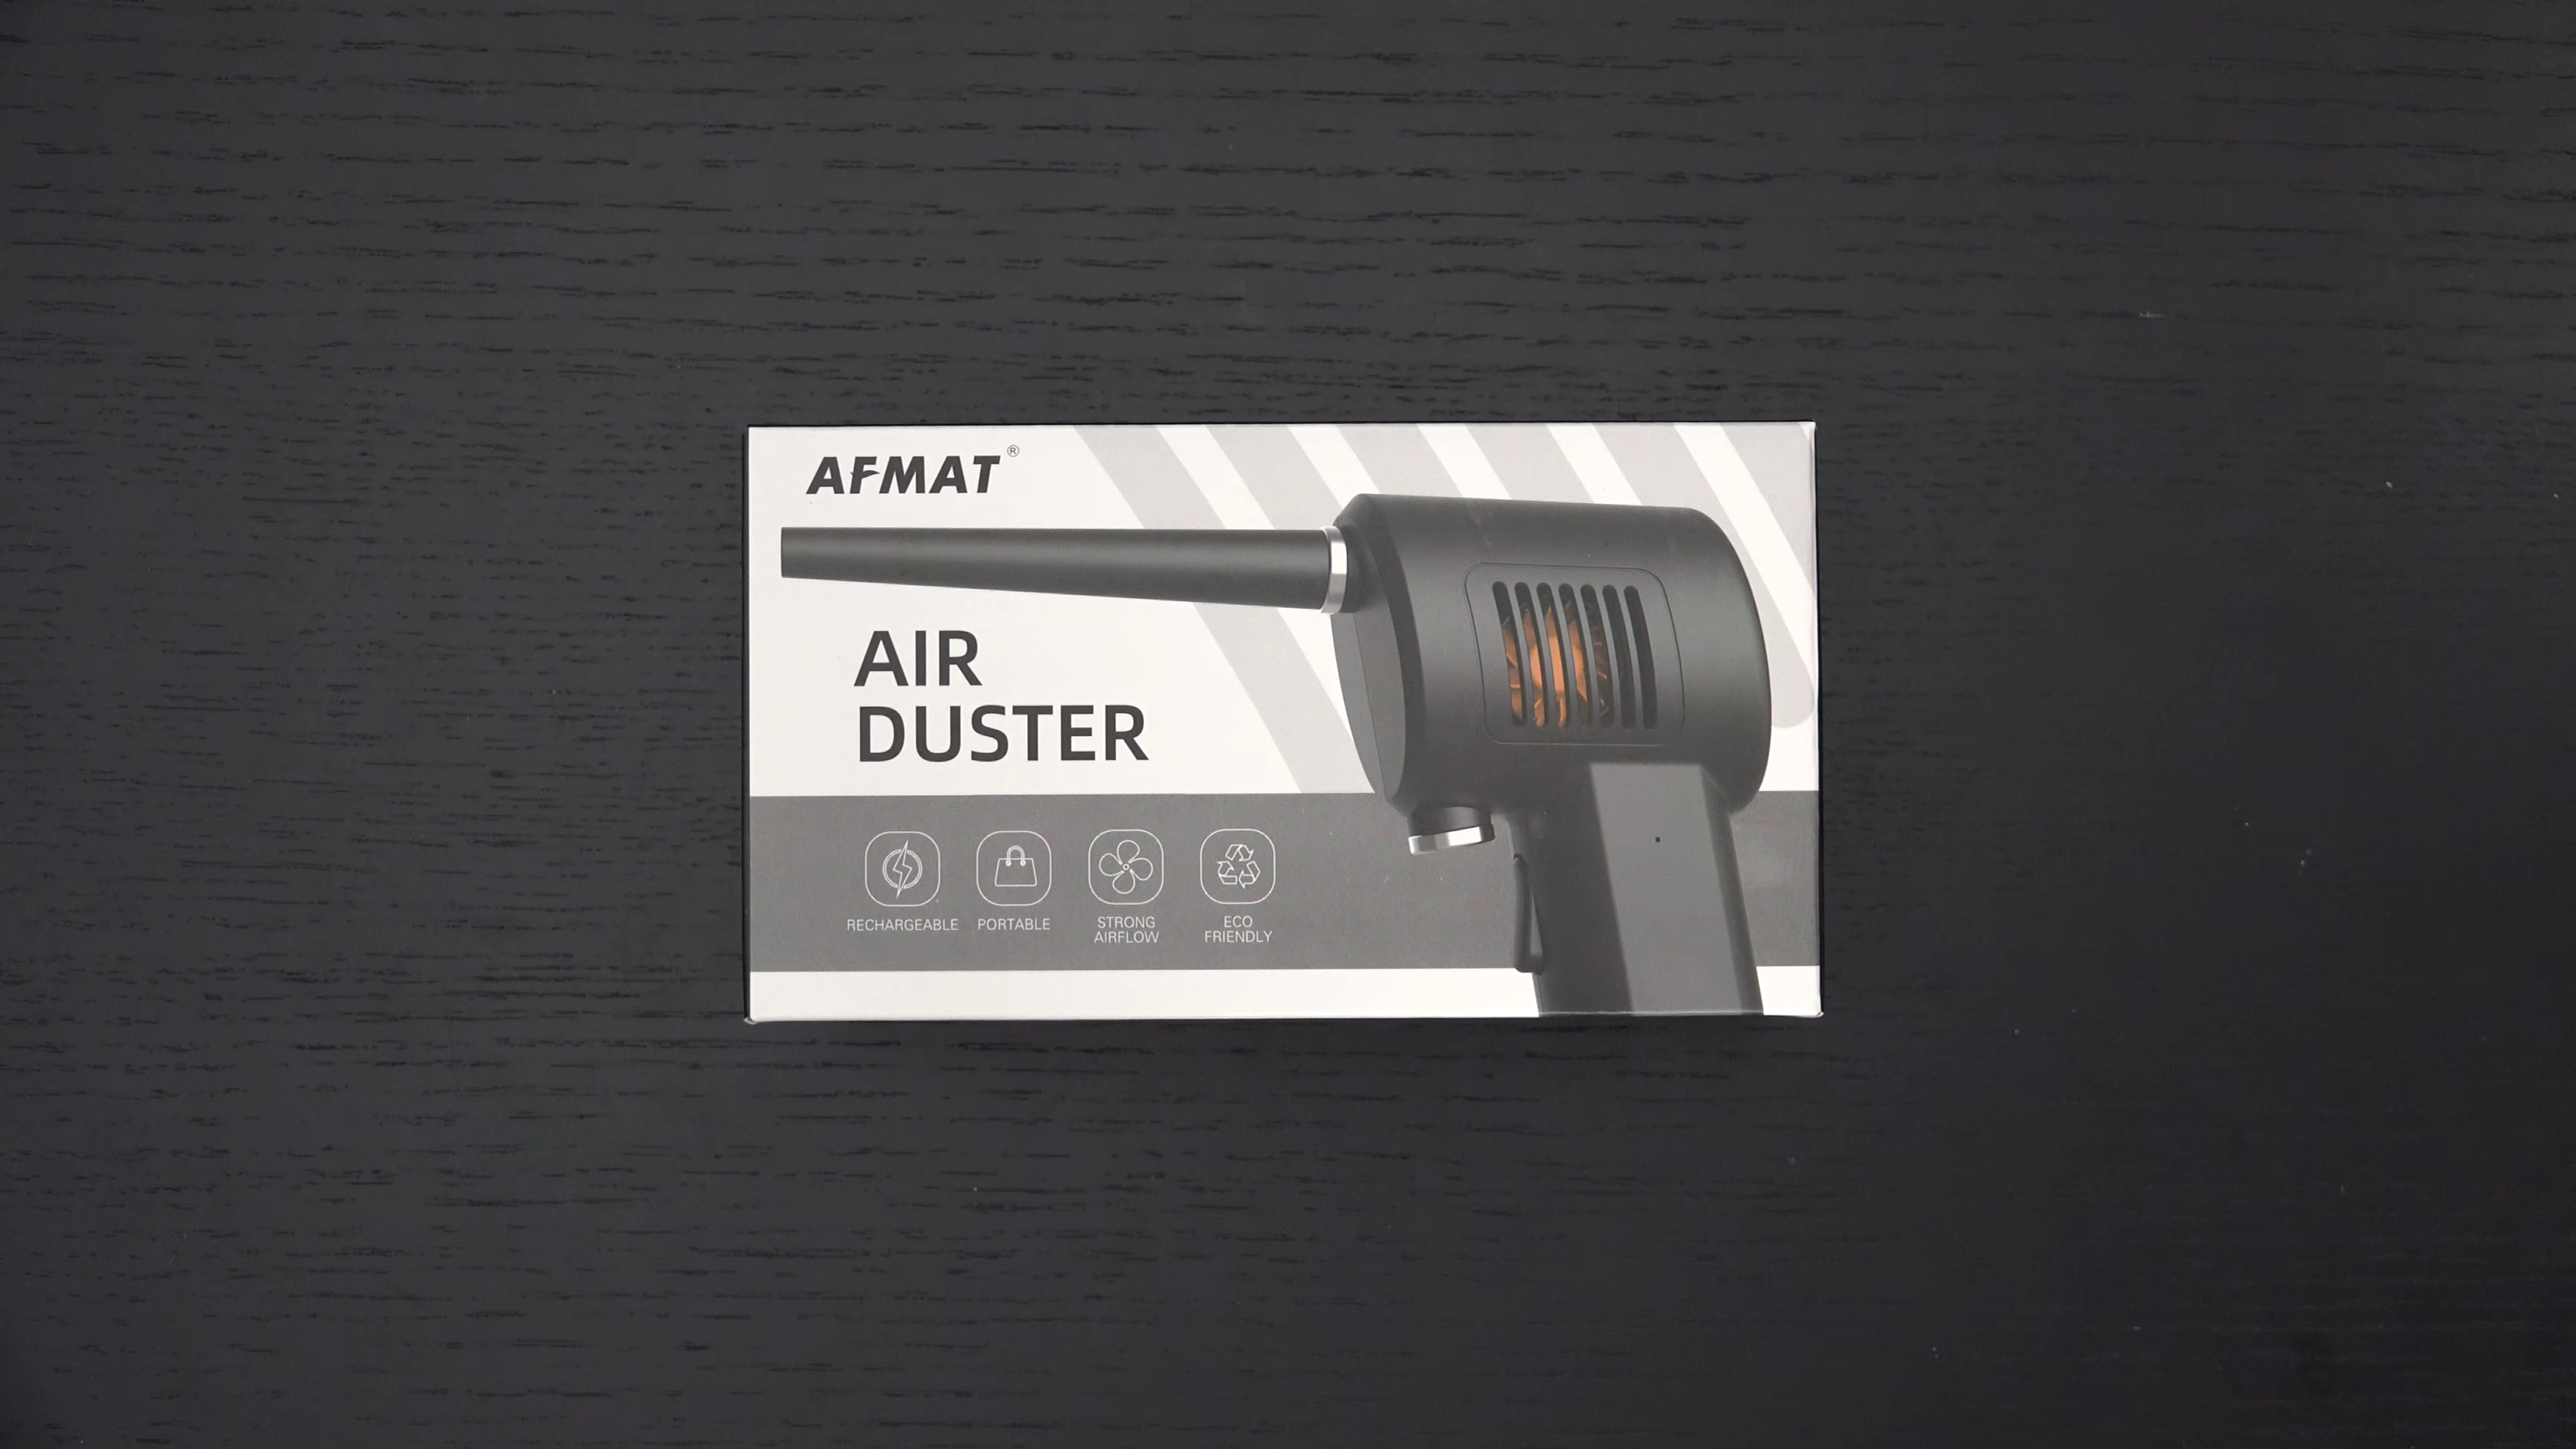 AFMAT®
AIR
DUSTER
RECHARGEABLE
PORTABLE
STRONG
AIRFLOW
ECO
FRIENDLY